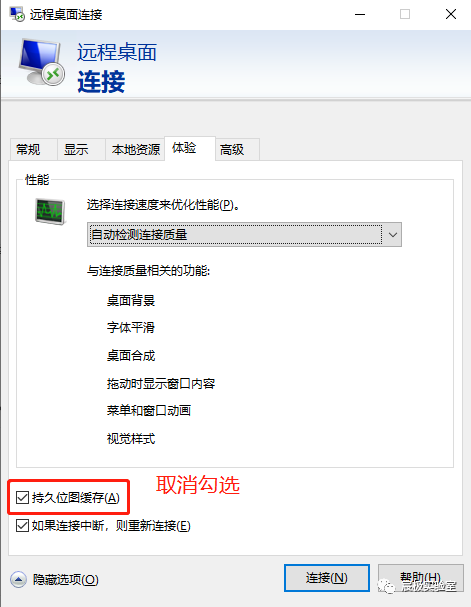 远程桌面连接
远程桌面
连接
常规 显示 本地资源 体验 高级
性能
选择连接速度来优化性能(P)。
自动检测连接质量
与连接质量相关的功能:
桌面背景
字体平滑
桌面合成
拖动时显示窗口内容
菜单和窗口动画
视觉样式
取消勾选
持久位图缓存(A)
如果连接中断，则重新连接(E)
隐藏选项(O) 连接(N) 帮助(H)
极实验室